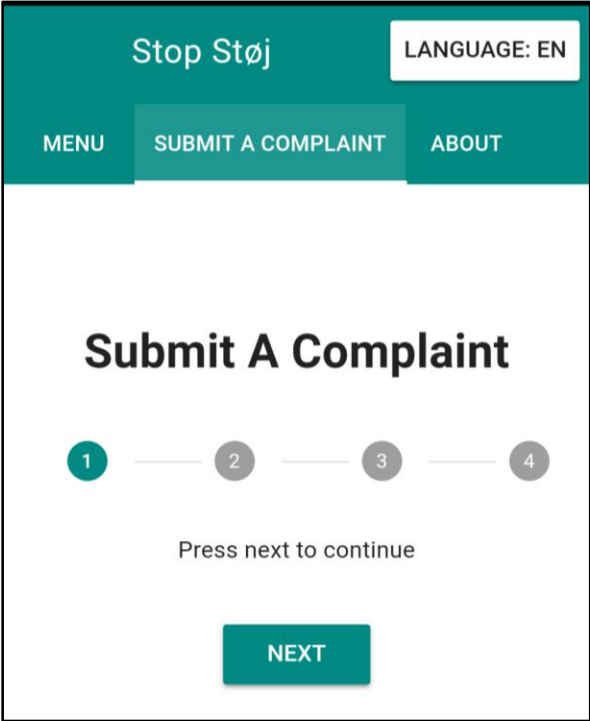 Stop Støj
LANGUAGE: EN
MENU SUBMIT A COMPLAINT ABOUT
Submit A Complaint
1 2 3 4
Press next to continue
NEXT